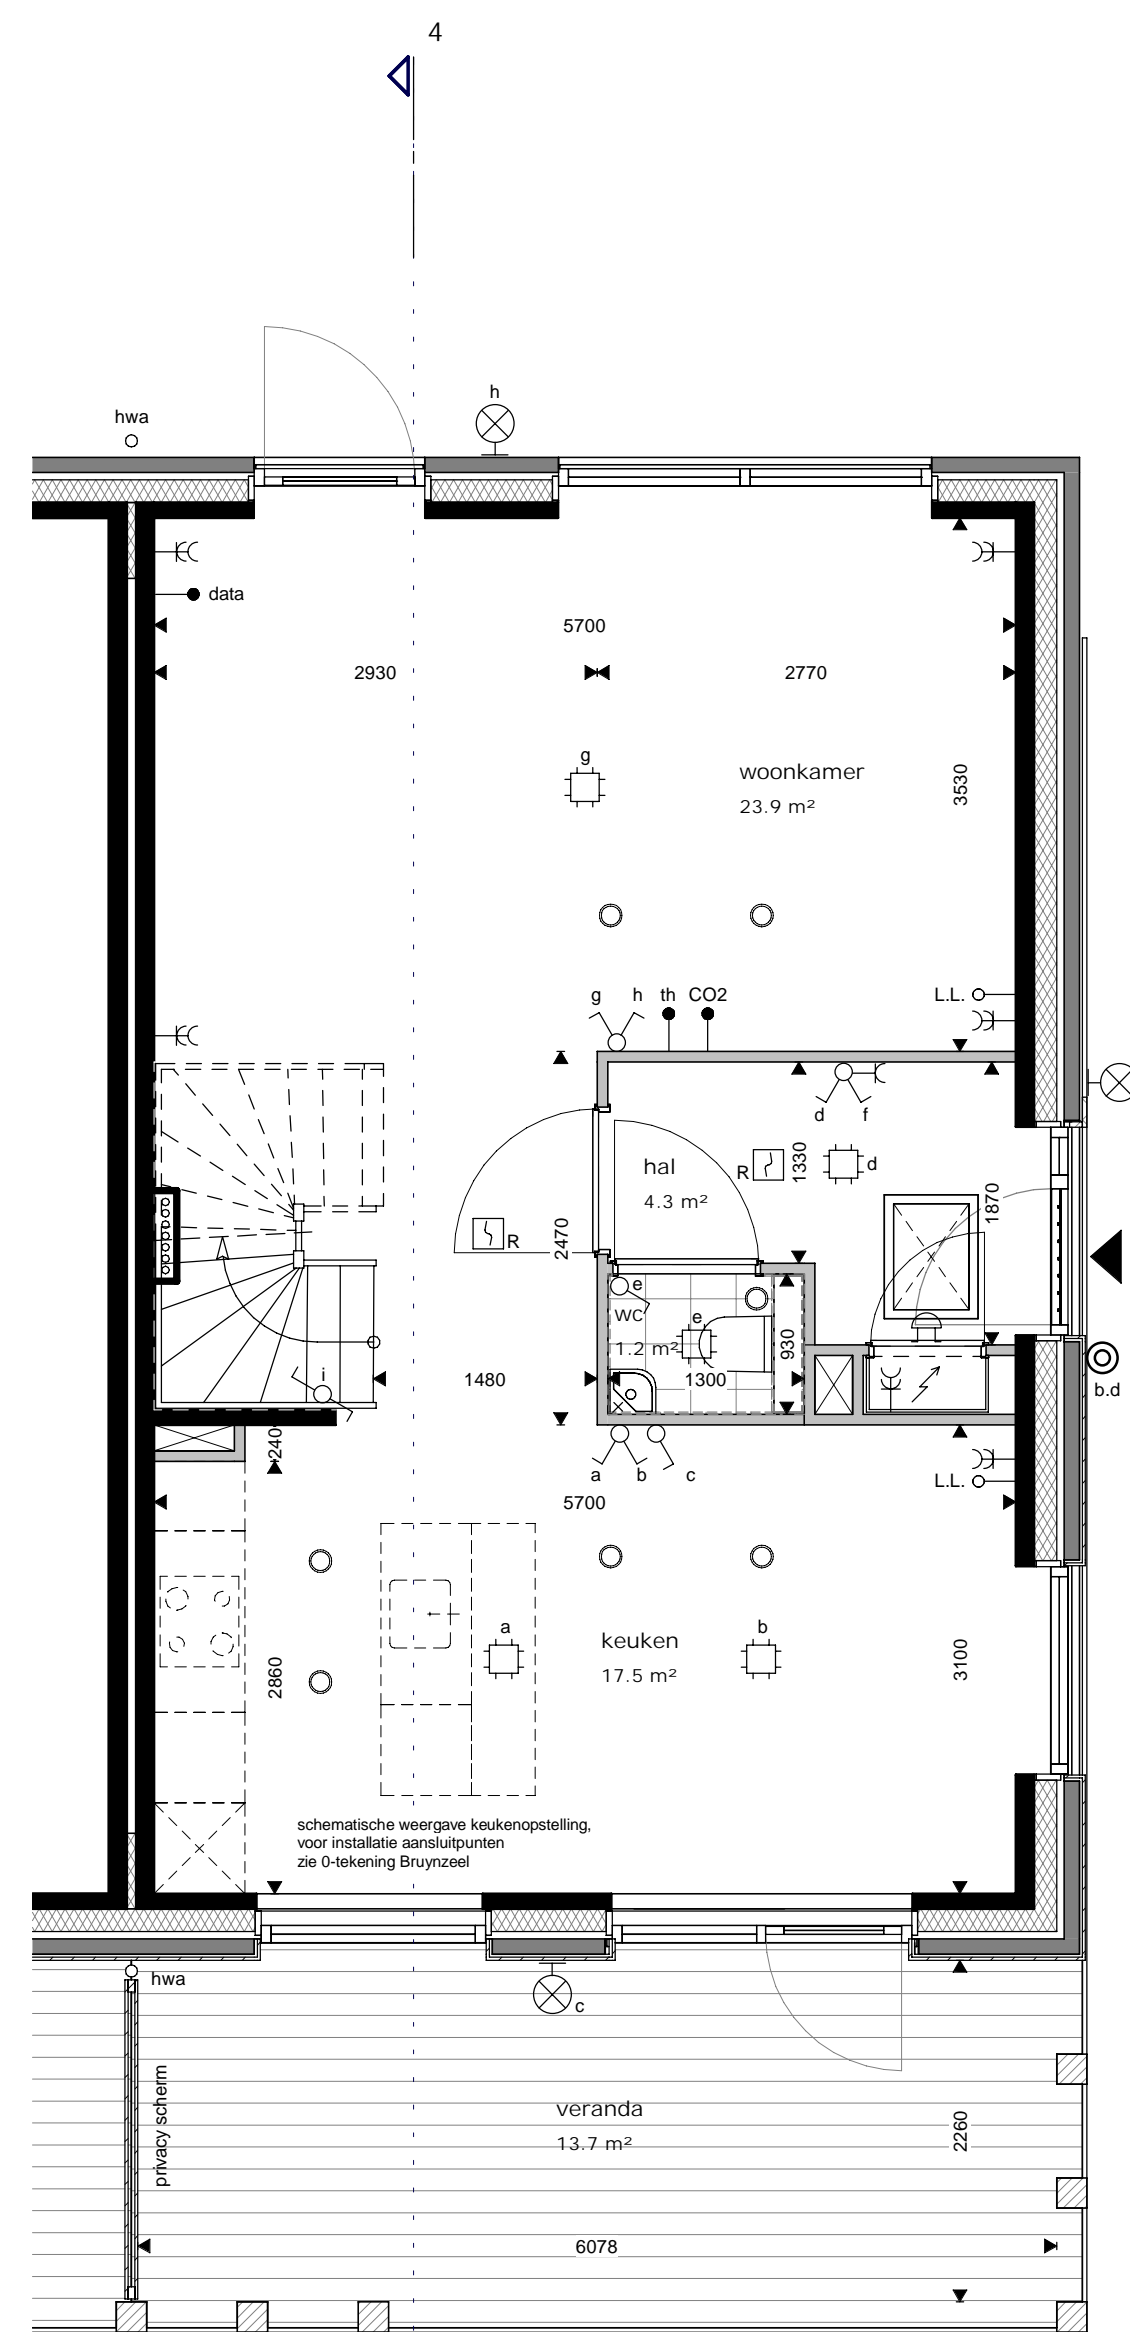 4
h
hwa
data
5700
2930
2770
g
woonkamer
23.9 m²
3530
L.L.
g
h
th
CO2
d
f
hal
4.3 m²
R
1330
d
1870
2470
R
e
wc
e
1.2 m²
930
i
1480
1300
b.d
240
a
b
c
L.L.
5700
a
b
keuken
17.5 m²
2860
3100
schematische weergave keukenopstelling,
voor installatie aansluitpunten
zie 0-tekening Bruynzeel
hwa
c
privacy scherm
veranda
13.7 m²
2260
6078